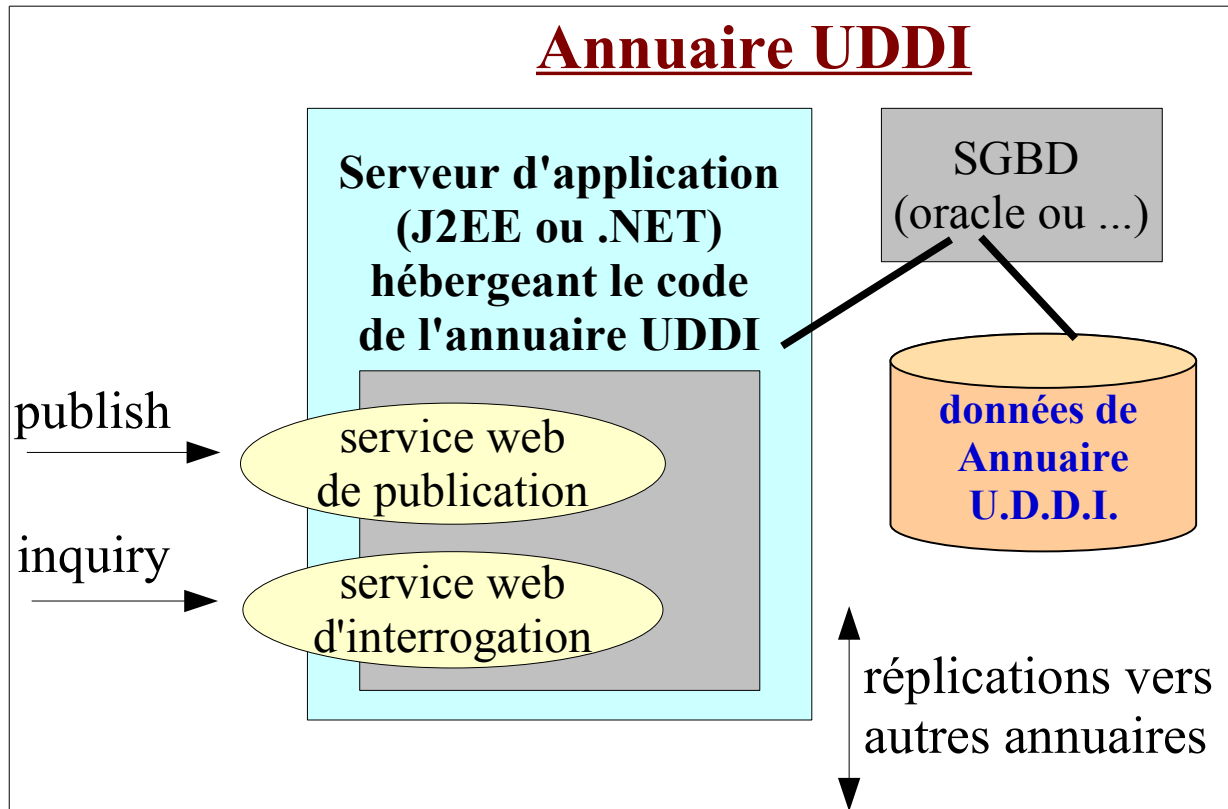 Annuaire UDDI
Serveur d'application
(J2EE ou .NET)
hébergeant le code
de l'annuaire UDDI
SGBD
(oracle ou ...)
données de
Annuaire
U.D.D.I.
publish
service web
de publication
inquiry
service web
d'interrogation
réplications vers
autres annuaires